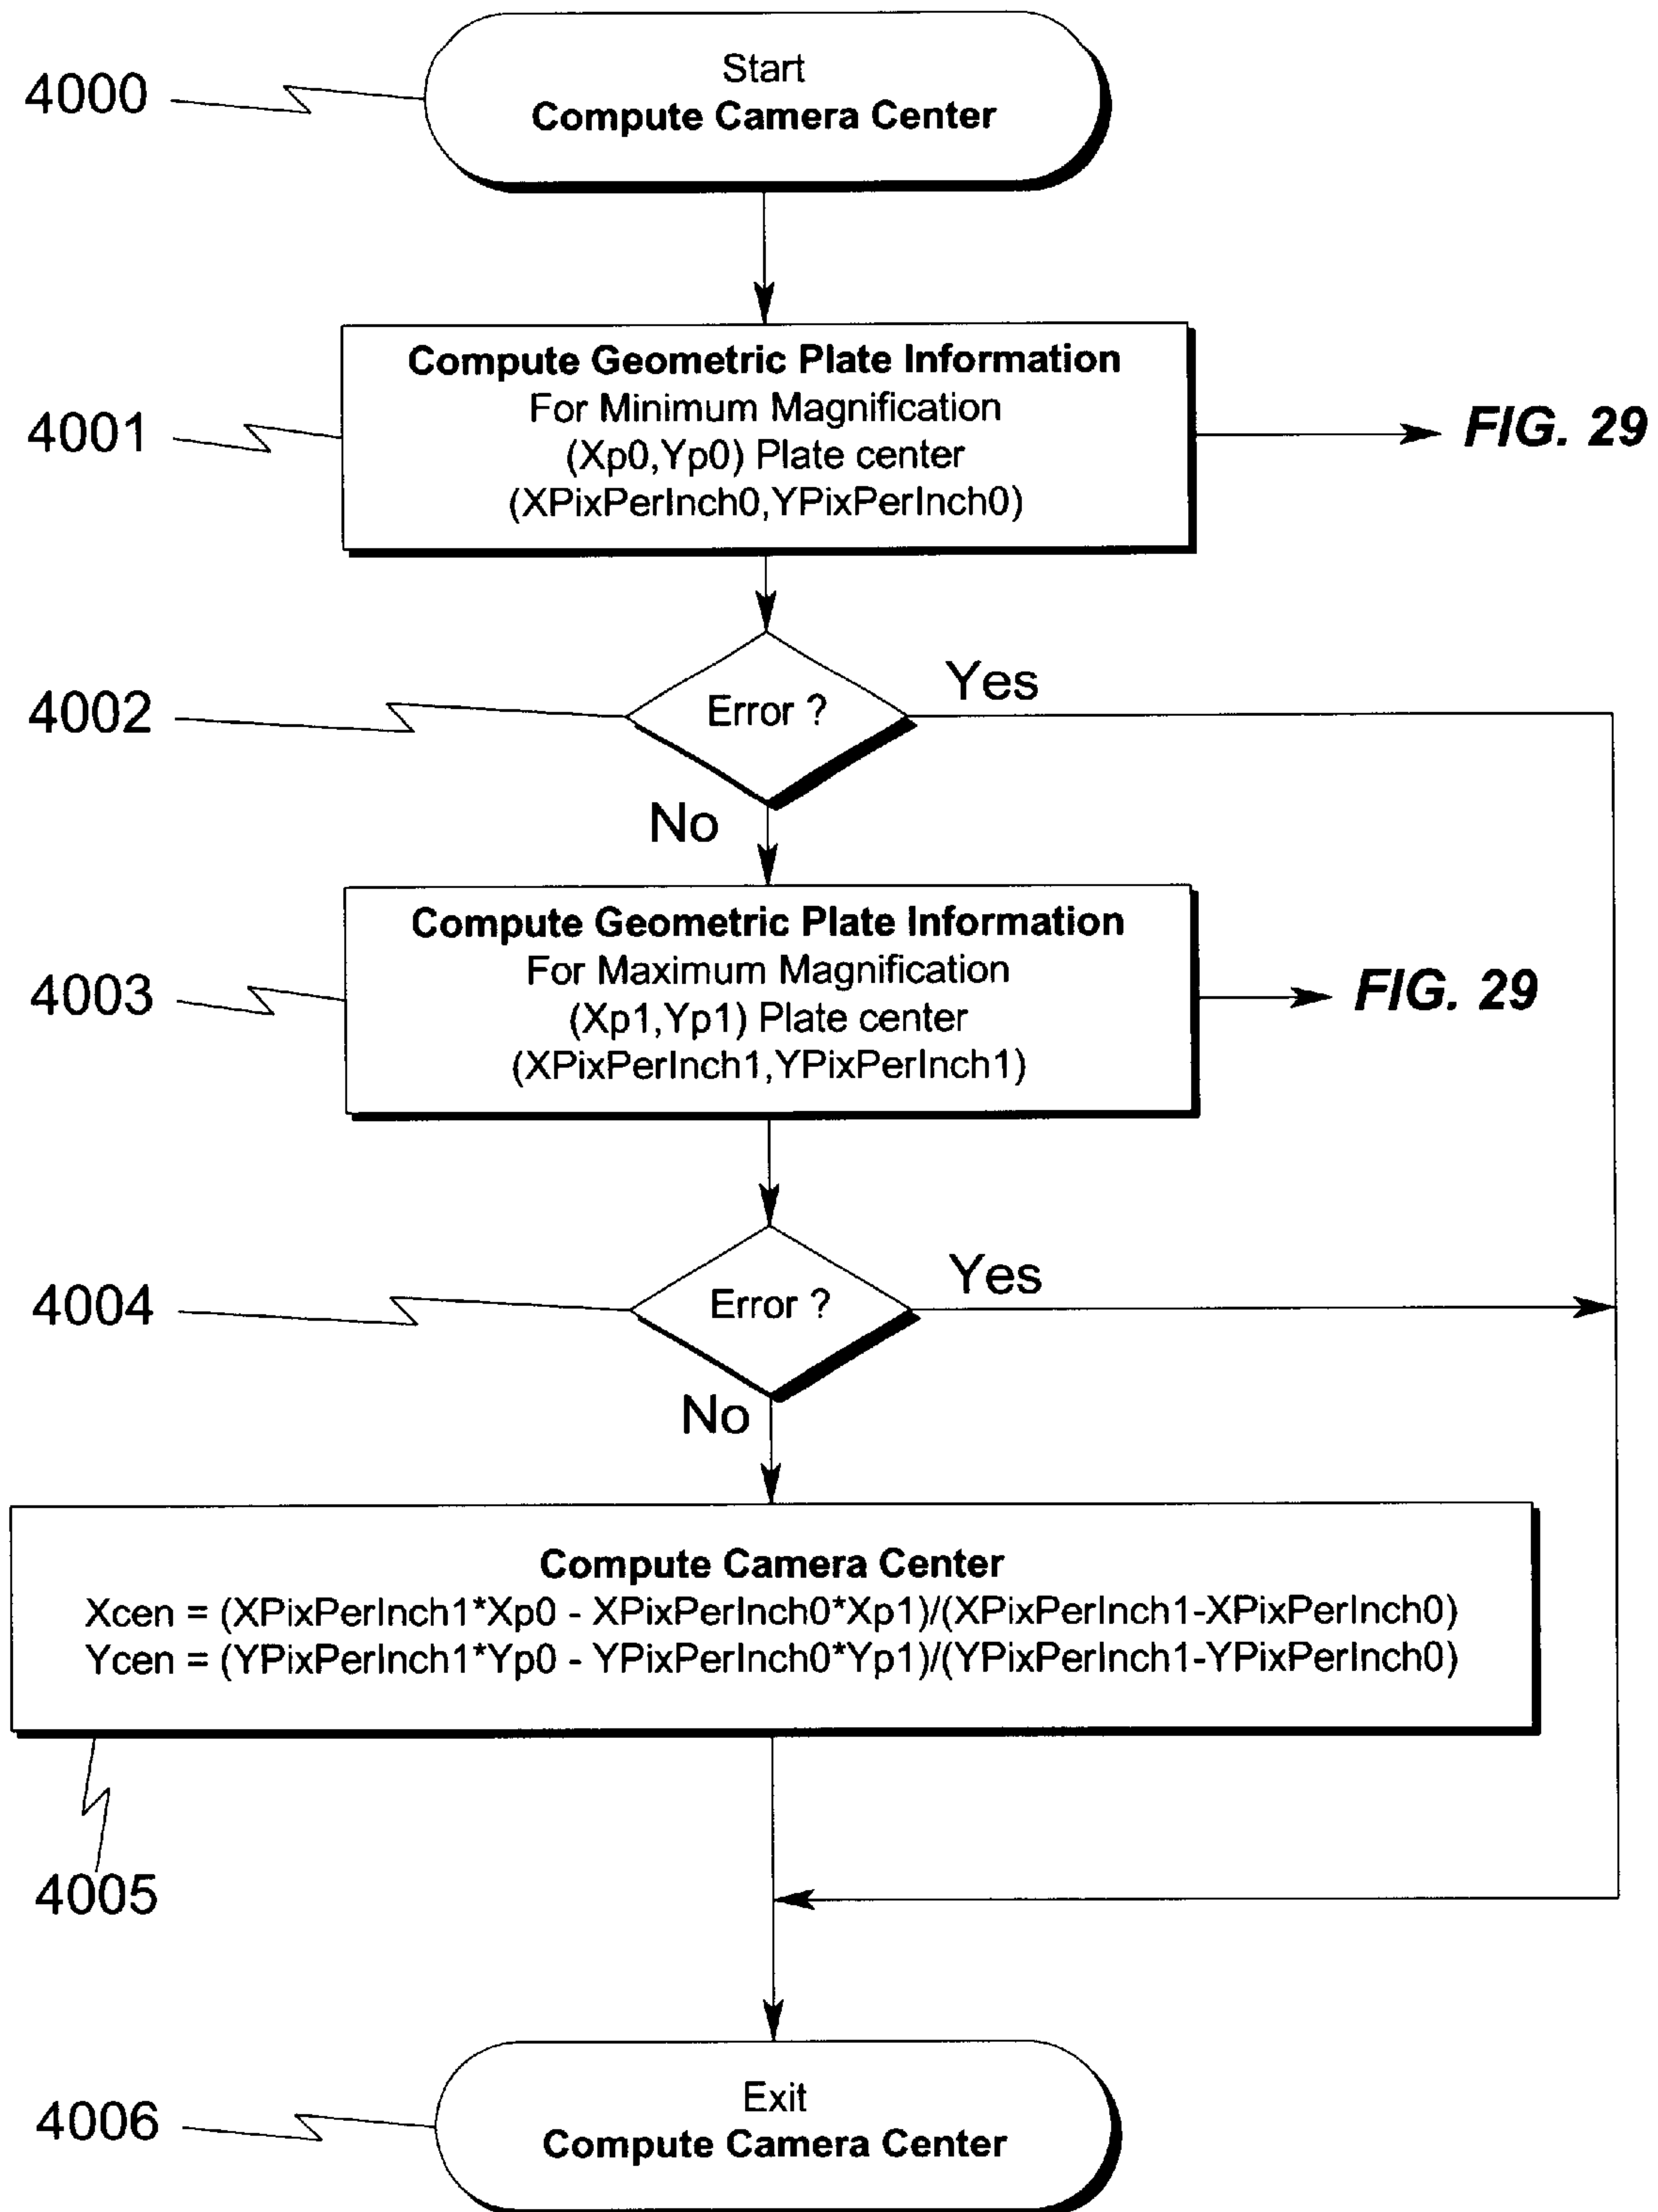 4000
Start
Compute Camera Center
4001
Compute Geometric Plate Information
For Minimum Magnification
(Xp0,Yp0) Plate center
(XPixPerInch0,YPixPerInch0)
FIG. 29
4002
Error ?
Yes
No
4003
Compute Geometric Plate Information
For Maximum Magnification
(Xp1,Yp1) Plate center
(XPixPerInch1,YPixPerInch1)
FIG. 29
4004
Error ?
Yes
No
Compute Camera Center
Xcen = (XPixPerInch1*Xp0 - XPixPerInch0*Xp1)/(XPixPerInch1-XPixPerInch0)
Ycen = (YPixPerInch1*Yp0 - YPixPerInch0*Yp1)/(YPixPerInch1-YPixPerInch0)
4005
4006
Exit
Compute Camera Center